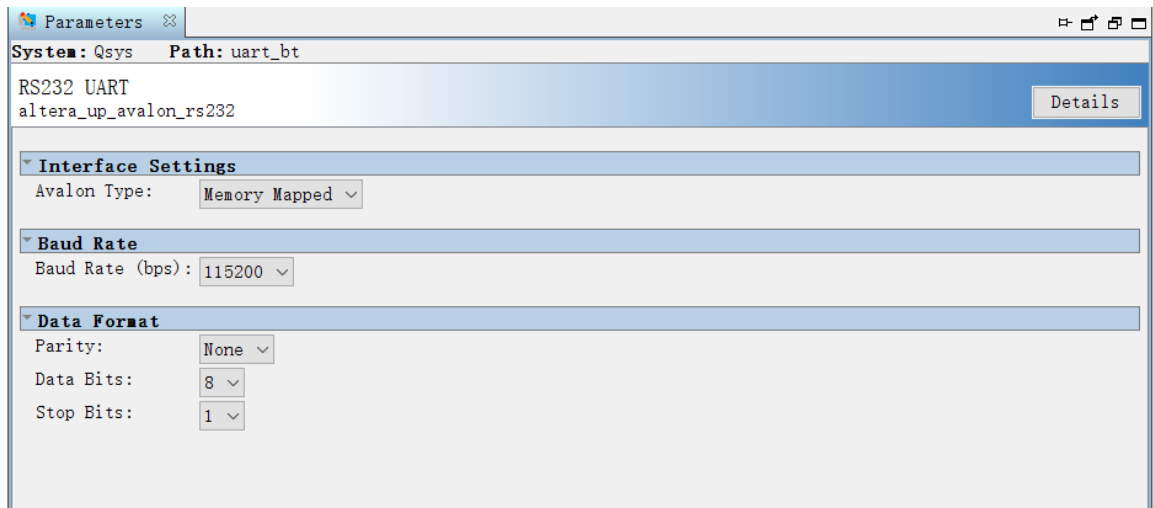 Parameters
System: Qsys Path: uart_bt
RS232 UART
altera_up_avalon_rs232
Details
Interface Settings
Avalon Type: Memory Mapped
Baud Rate
Baud Rate (bps): 115200
Data Format
Parity: None
Data Bits: 8
Stop Bits: 1